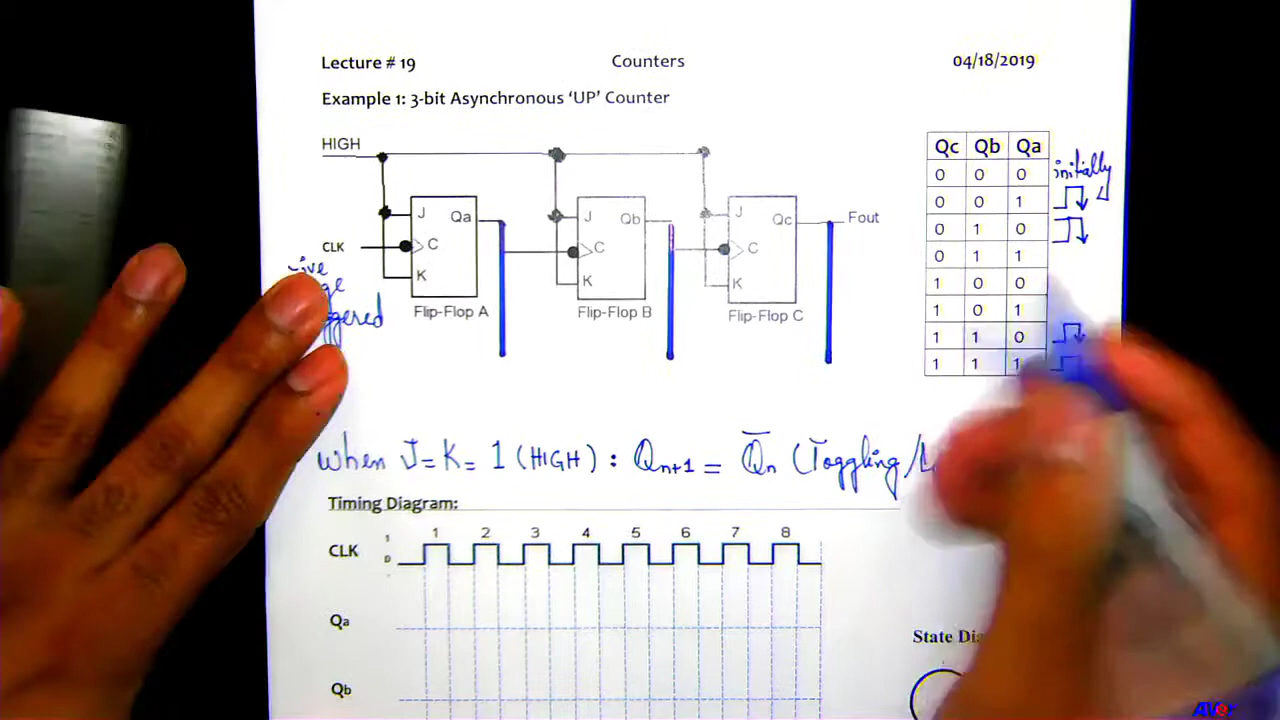 Lecture # 19 Counters 04/18/2019
Example 1: 3-bit Asynchronous ‘UP’ Counter
HIGH
J Qa
CLK C
K
Flip-Flop A
J Qb
C
K
Flip-Flop B
J Qc Fout
C
K
Flip-Flop C
Qc Qb Qa
0 0 0 initially
0 0 1
0 1 0
0 1 1
1 0 0
1 0 1
1 1 0
1 1 1
-ive
When J=K= 1 (HIGH) : Qn+1 = Q̅n (Toggling /
Timing Diagram:
1 2 3 4 5 6 7 8
CLK 1
0
Qa
Qb
State
AVer